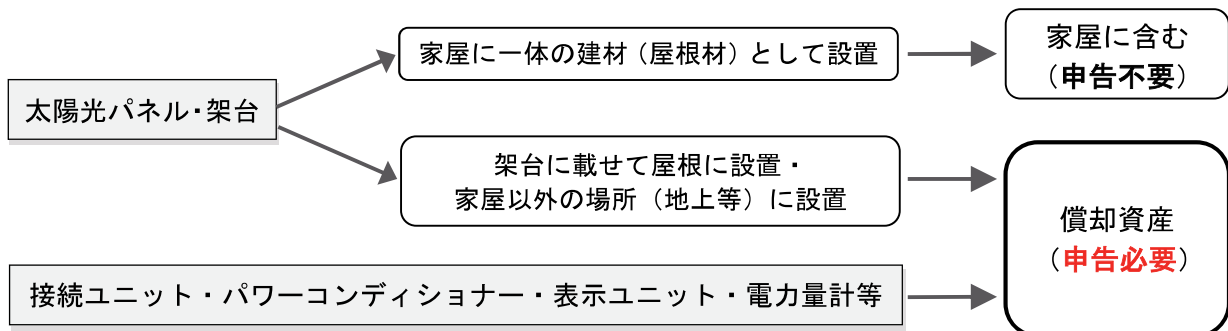 太陽光パネル・架台
家屋に一体の建材（屋根材）として設置
家屋に含む
（申告不要）
架台に載せて屋根に設置・
家屋以外の場所（地上等）に設置
償却資産
（申告必要）
接続ユニット・パワーコンディショナー・表示ユニット・電力量計等